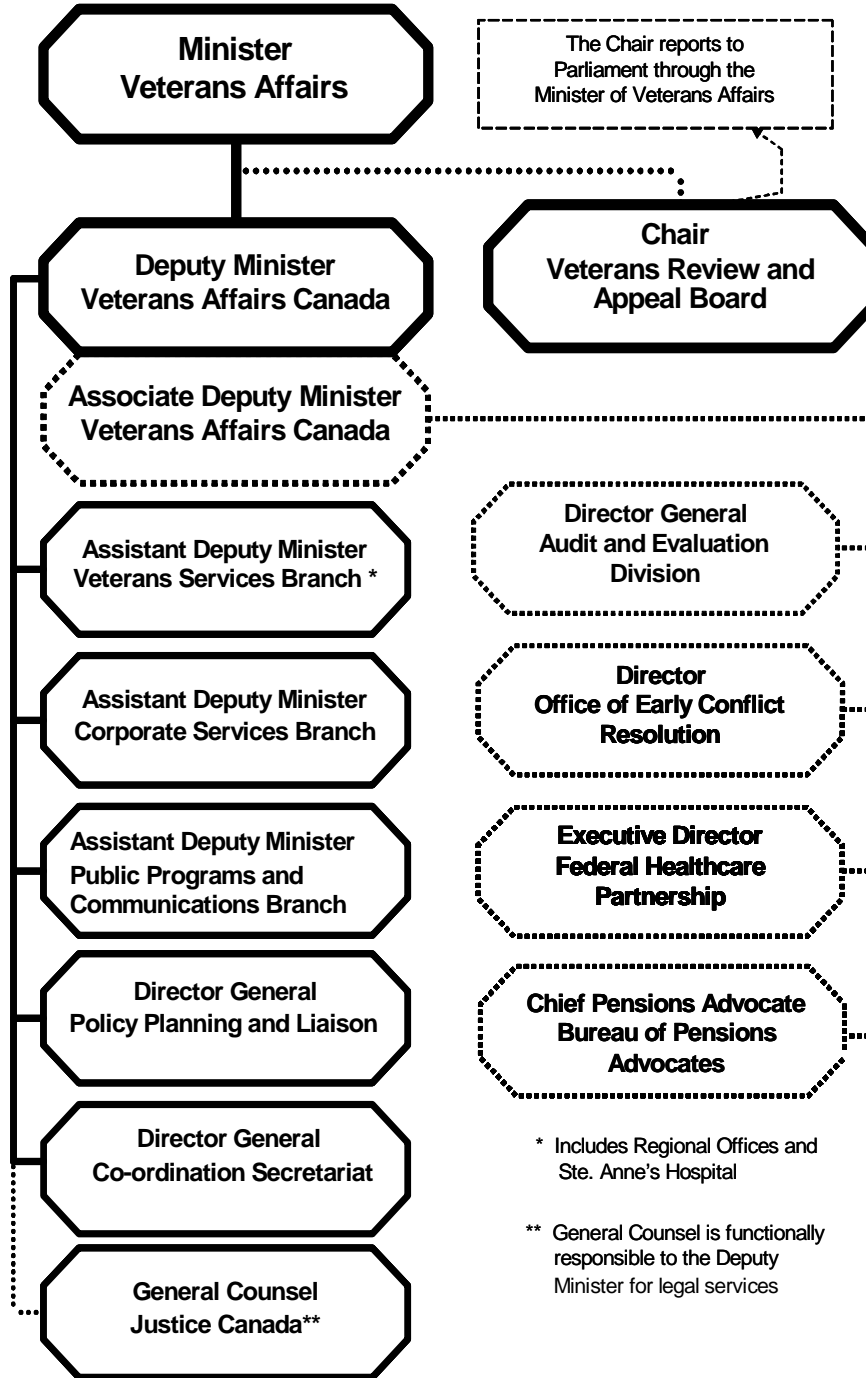 Minister
Veterans Affairs
The Chair reports to
Parliament through the
Minister of Veterans Affairs
Deputy Minister
Veterans Affairs Canada
Chair
Veterans Review and
Appeal Board
Associate Deputy Minister
Veterans Affairs Canada
Assistant Deputy Minister
Veterans Services Branch *
Director General
Audit and Evaluation
Division
Assistant Deputy Minister
Corporate Services Branch
Director
Office of Early Conflict
Resolution
Assistant Deputy Minister
Public Programs and
Communications Branch
Executive Director
Federal Healthcare
Partnership
Director General
Policy Planning and Liaison
Chief Pensions Advocate
Bureau of Pensions
Advocates
Director General
Co-ordination Secretariat
* Includes Regional Offices and
Ste. Anne's Hospital
General Counsel
Justice Canada**
** General Counsel is functionally
responsible to the Deputy
Minister for legal services